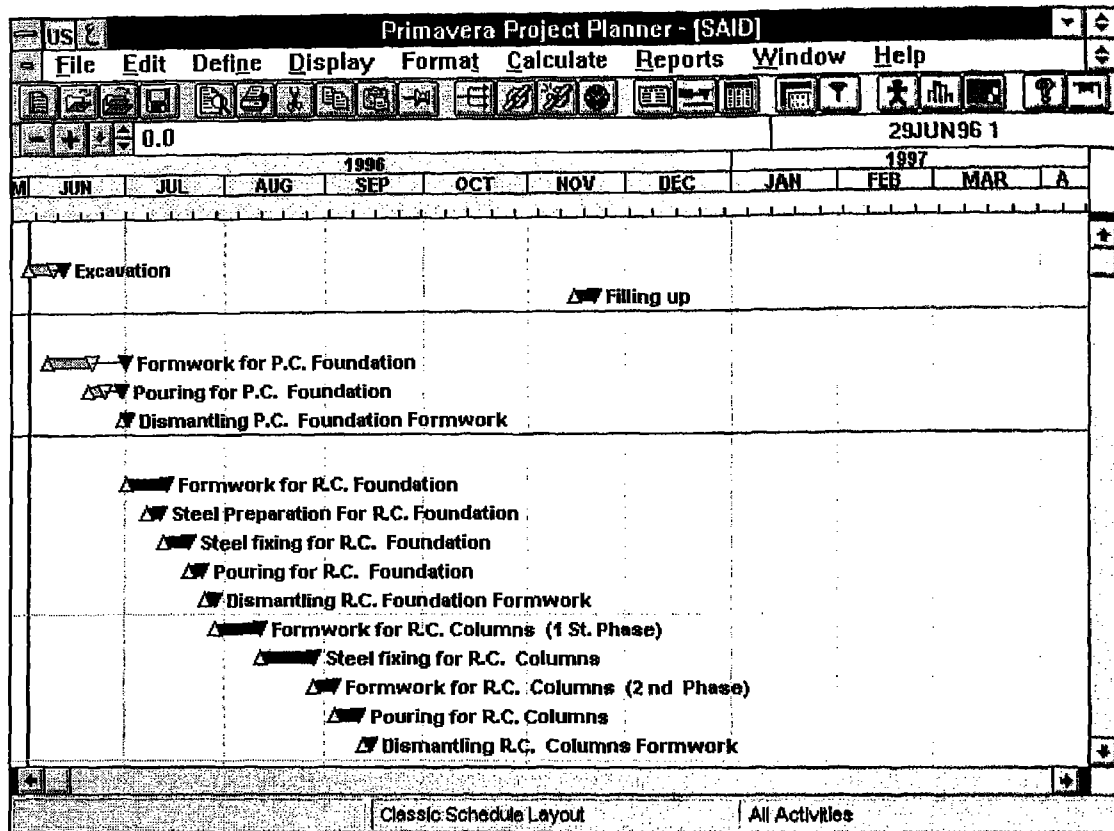 US ع Primavera Project Planner - [SAID]
File Edit Define Display Format Calculate Reports Window Help
0.0 29JUN96 1
1996 1997
M JUN JUL AUG SEP OCT NOV DEC JAN FEB MAR A
Excavation
Filling up
Formwork for P.C. Foundation
Pouring for P.C. Foundation
Dismantling P.C. Foundation Formwork
Formwork for R.C. Foundation
Steel Preparation For R.C. Foundation
Steel fixing for R.C. Foundation
Pouring for R.C. Foundation
Dismantling R.C. Foundation Formwork
Formwork for R.C. Columns (1 St. Phase)
Steel fixing for R.C. Columns
Formwork for R.C. Columns (2 nd Phase)
Pouring for R.C. Columns
Dismantling R.C. Columns Formwork
Classic Schedule Layout All Activities